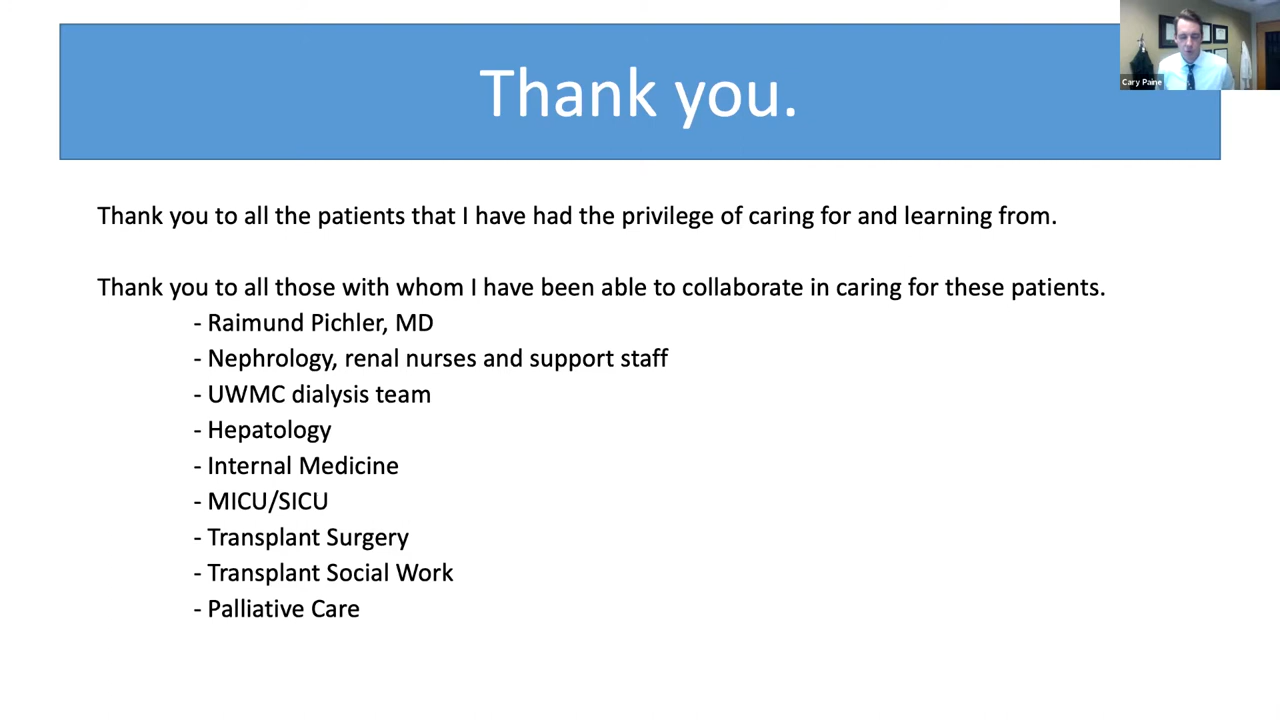 Thank you.
Cary Paine
Thank you to all the patients that I have had the privilege of caring for and learning from.
Thank you to all those with whom I have been able to collaborate in caring for these patients.
- Raimund Pichler, MD
- Nephrology, renal nurses and support staff
- UWMC dialysis team
- Hepatology
- Internal Medicine
- MICU/SICU
- Transplant Surgery
- Transplant Social Work
- Palliative Care